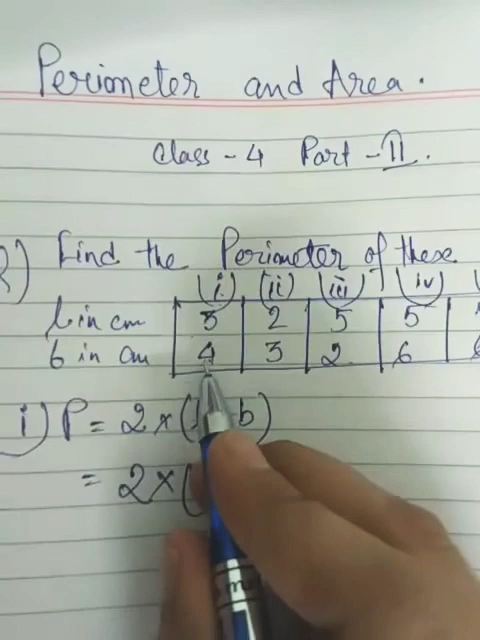 Perimeter and Area.
Class - 4 Part - II.
Find the Perimeter of these
(i) (ii) (iii) (iv)
l in cm 3 2 5 5
b in cm 4 3 2 6
i) P = 2 × ( b)
= 2 × (